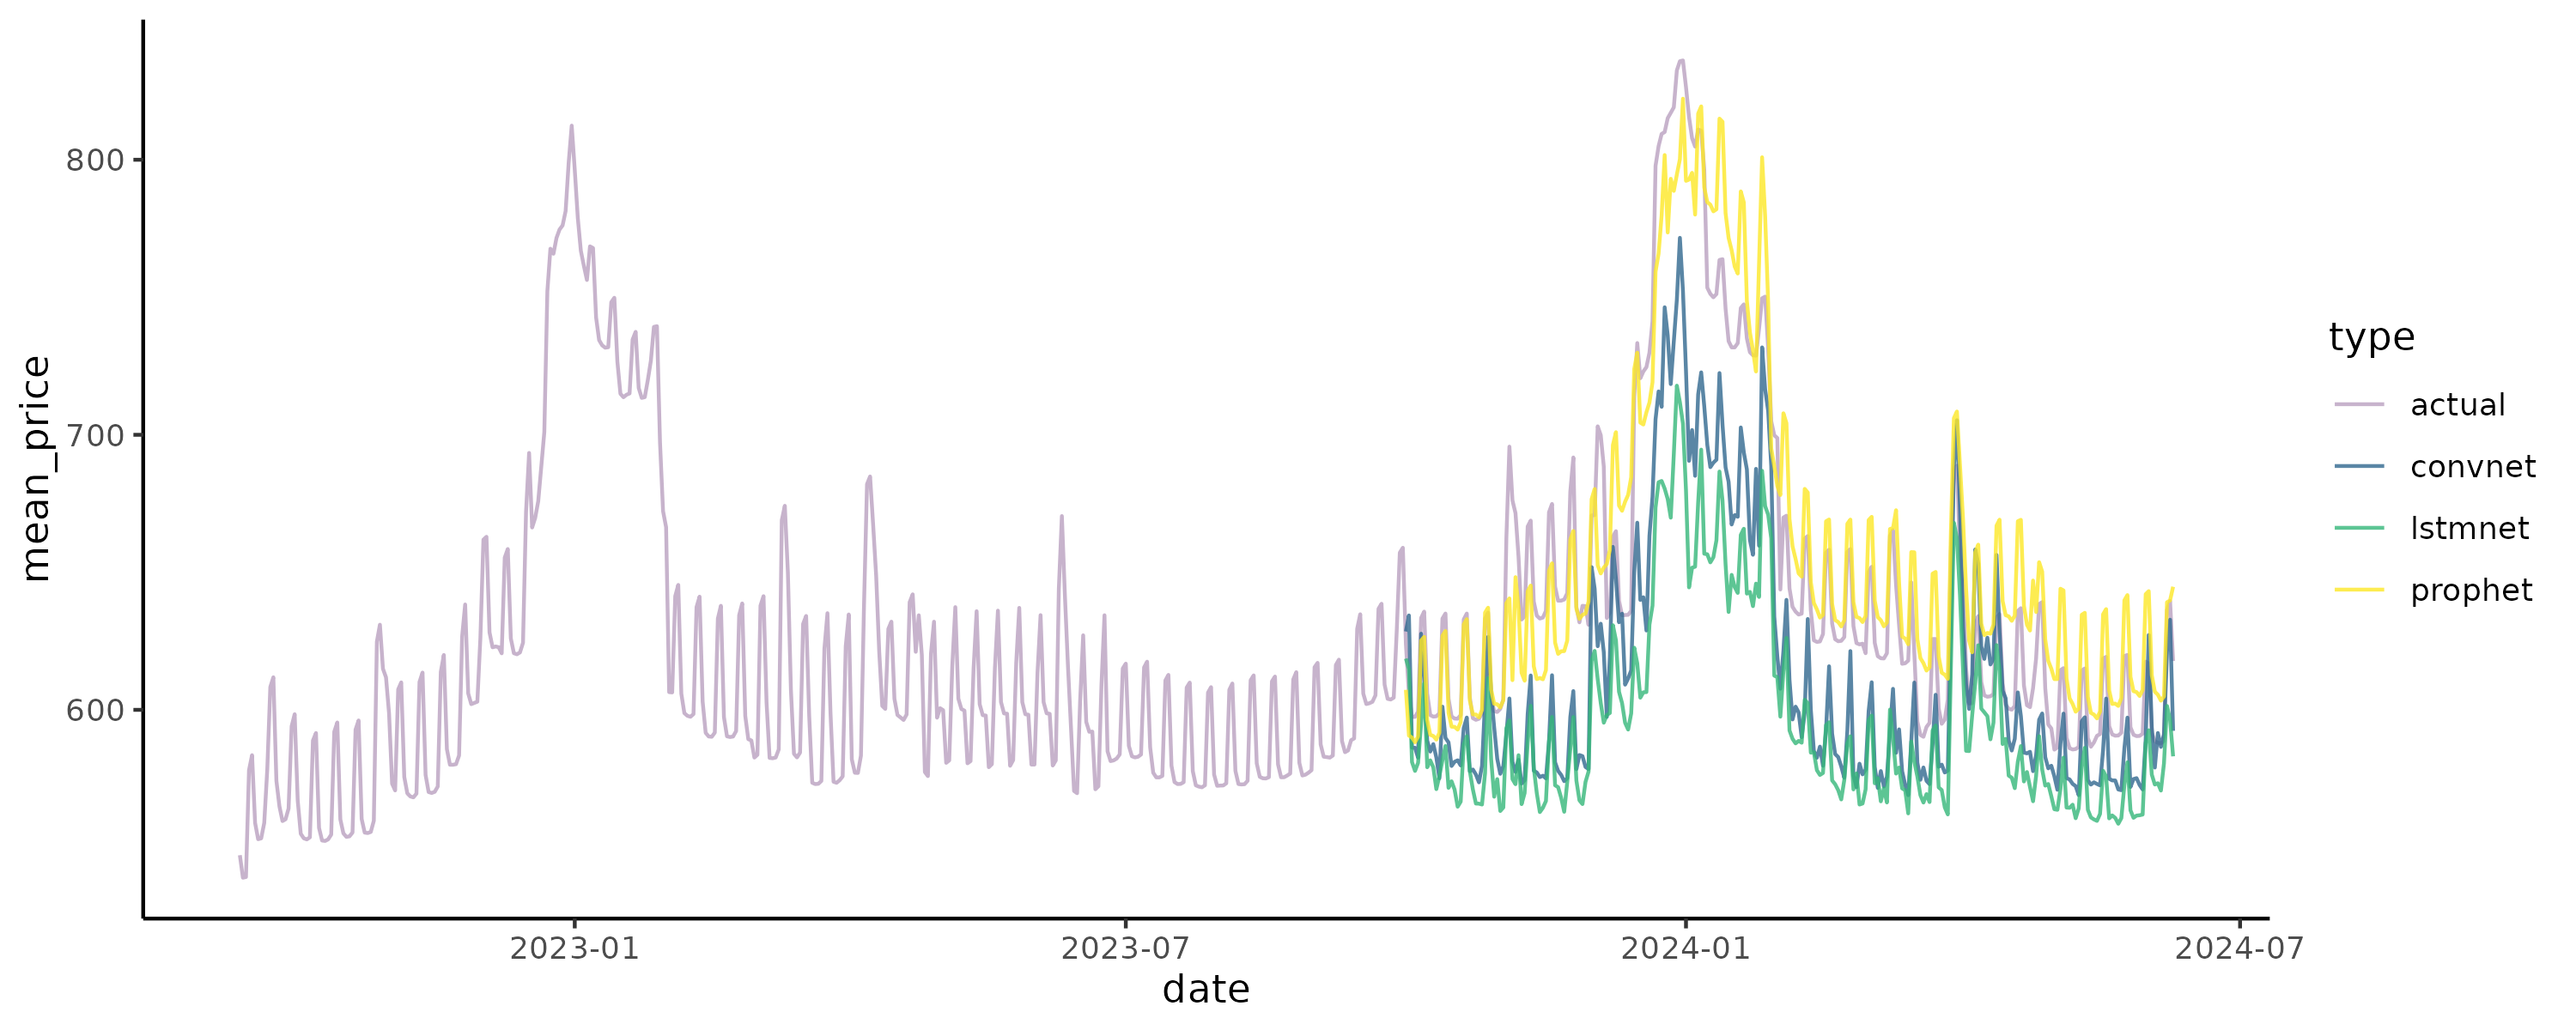 800
700
600
mean_price
2023-01
2023-07
2024-01
2024-07
date
type
actual
convnet
lstmnet
prophet